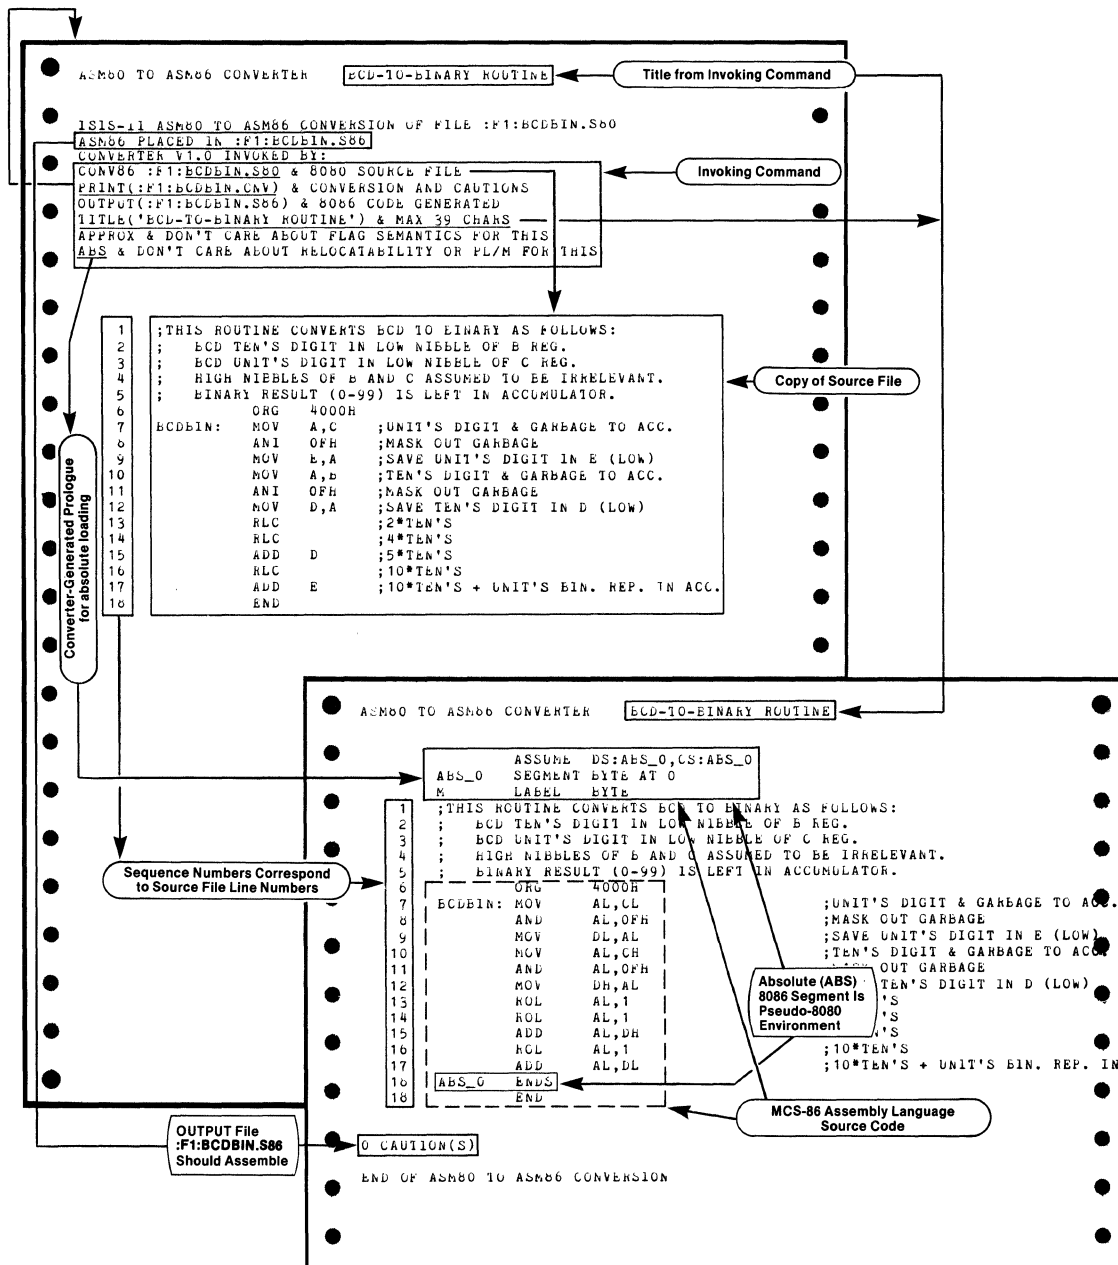 ASM80 TO ASM86 CONVERTER BCD-TO-BINARY ROUTINE
Title from Invoking Command
ISIS-II ASM80 TO ASM86 CONVERSION OF FILE :F1:BCDBIN.S80
ASM86 PLACED IN :F1:BCDBIN.S86
CONVERTER V1.0 INVOKED BY:
CONV86 :F1:BCDBIN.S80 & 8080 SOURCE FILE
PRINT(:F1:BCDBIN.CNV) & CONVERSION AND CAUTIONS
OUTPUT(:F1:BCDBIN.S86) & 8086 CODE GENERATED
TITLE('BCD-TO-BINARY ROUTINE') & MAX 39 CHARS
APPROX & DON'T CARE ABOUT FLAG SEMANTICS FOR THIS
ABS & DON'T CARE ABOUT RELOCATABILITY OR PL/M FOR THIS
Invoking Command
1 ;THIS ROUTINE CONVERTS BCD TO BINARY AS FOLLOWS:
2 ; BCD TEN'S DIGIT IN LOW NIBBLE OF B REG.
3 ; BCD UNIT'S DIGIT IN LOW NIBBLE OF C REG.
4 ; HIGH NIBBLES OF B AND C ASSUMED TO BE IRRELEVANT.
5 ; BINARY RESULT (0-99) IS LEFT IN ACCUMULATOR.
6 ORG 4000H
7 BCDBIN: MOV A,C ;UNIT'S DIGIT & GARBAGE TO ACC.
8 ANI 0FH ;MASK OUT GARBAGE
9 MOV E,A ;SAVE UNIT'S DIGIT IN E (LOW)
10 MOV A,B ;TEN'S DIGIT & GARBAGE TO ACC.
11 ANI 0FH ;MASK OUT GARBAGE
12 MOV D,A ;SAVE TEN'S DIGIT IN D (LOW)
13 RLC ;2*TEN'S
14 RLC ;4*TEN'S
15 ADD D ;5*TEN'S
16 RLC ;10*TEN'S
17 ADD E ;10*TEN'S + UNIT'S BIN. REP. IN ACC.
18 END
Copy of Source File
Converter-Generated Prologue
for absolute loading
ASM80 TO ASM86 CONVERTER BCD-TO-BINARY ROUTINE
ASSUME DS:ABS_0,CS:ABS_0
ABS_0 SEGMENT BYTE AT 0
M LABEL BYTE
1 ;THIS ROUTINE CONVERTS BCD TO BINARY AS FOLLOWS:
2 ; BCD TEN'S DIGIT IN LOW NIBBLE OF B REG.
3 ; BCD UNIT'S DIGIT IN LOW NIBBLE OF C REG.
4 ; HIGH NIBBLES OF B AND C ASSUMED TO BE IRRELEVANT.
5 ; BINARY RESULT (0-99) IS LEFT IN ACCUMULATOR.
6 ORG 4000H
7 BCDBIN: MOV AL,CL ;UNIT'S DIGIT & GARBAGE TO ACC.
8 AND AL,0FH ;MASK OUT GARBAGE
9 MOV DL,AL ;SAVE UNIT'S DIGIT IN E (LOW)
10 MOV AL,CH ;TEN'S DIGIT & GARBAGE TO ACC
11 AND AL,0FH OUT GARBAGE
12 MOV DH,AL TEN'S DIGIT IN D (LOW)
13 ROL AL,1 'S
14 ROL AL,1 'S
15 ADD AL,DH 'S
16 ROL AL,1 ;10*TEN'S
17 ADD AL,DL ;10*TEN'S + UNIT'S BIN. REP. IN
18 ABS_0 ENDS
18 END
Sequence Numbers Correspond
to Source File Line Numbers
Absolute (ABS)
8086 Segment Is
Pseudo-8080
Environment
MCS-86 Assembly Language
Source Code
OUTPUT File
:F1:BCDBIN.S86
Should Assemble
0 CAUTION(S)
END OF ASM80 TO ASM86 CONVERSION